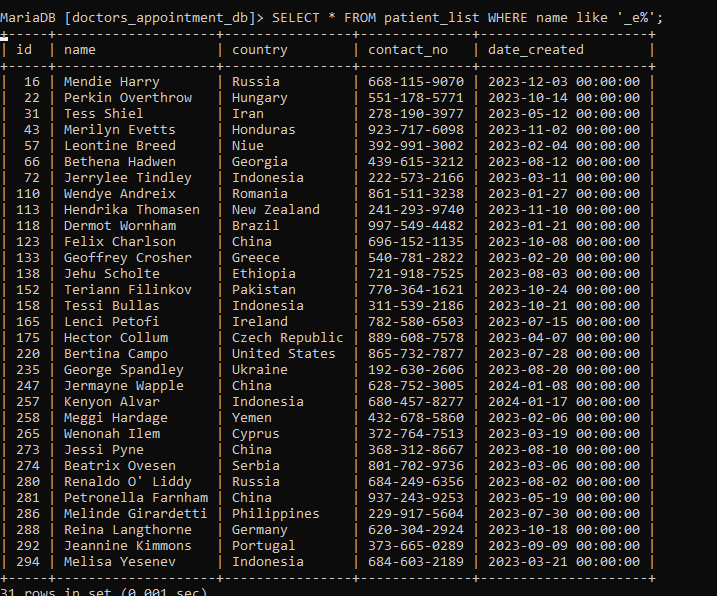 MariaDB [doctors_appointment_db]> SELECT * FROM patient_list WHERE name like '_e%';
+-----+--------------------+----------------+--------------+---------------------+
| id | name | country | contact_no | date_created |
+-----+--------------------+----------------+--------------+---------------------+
| 16 | Mendie Harry | Russia | 668-115-9070 | 2023-12-03 00:00:00 |
| 22 | Perkin Overthrow | Hungary | 551-178-5771 | 2023-10-14 00:00:00 |
| 31 | Tess Shiel | Iran | 278-190-3977 | 2023-05-12 00:00:00 |
| 43 | Merilyn Evetts | Honduras | 923-717-6098 | 2023-11-02 00:00:00 |
| 57 | Leontine Breed | Niue | 392-991-3002 | 2023-02-04 00:00:00 |
| 66 | Bethena Hadwen | Georgia | 439-615-3212 | 2023-08-12 00:00:00 |
| 72 | Jerrylee Tindley | Indonesia | 222-573-2166 | 2023-03-11 00:00:00 |
| 110 | Wendye Andreix | Romania | 861-511-3238 | 2023-01-27 00:00:00 |
| 113 | Hendrika Thomasen | New Zealand | 241-293-9740 | 2023-11-10 00:00:00 |
| 118 | Dermot Wornham | Brazil | 997-549-4482 | 2023-01-21 00:00:00 |
| 123 | Felix Charlson | China | 696-152-1135 | 2023-10-08 00:00:00 |
| 133 | Geoffrey Crosher | Greece | 540-781-2822 | 2023-02-20 00:00:00 |
| 138 | Jehu Scholte | Ethiopia | 721-918-7525 | 2023-08-03 00:00:00 |
| 152 | Teriann Filinkov | Pakistan | 770-364-1621 | 2023-10-24 00:00:00 |
| 158 | Tessi Bullas | Indonesia | 311-539-2186 | 2023-10-21 00:00:00 |
| 165 | Lenci Petofi | Ireland | 782-580-6503 | 2023-07-15 00:00:00 |
| 175 | Hector Collum | Czech Republic | 889-608-7578 | 2023-04-07 00:00:00 |
| 220 | Bertina Campo | United States | 865-732-7877 | 2023-07-28 00:00:00 |
| 235 | George Spandley | Ukraine | 192-630-2606 | 2023-08-20 00:00:00 |
| 247 | Jermayne Wapple | China | 628-752-3005 | 2024-01-08 00:00:00 |
| 257 | Kenyon Alvar | Indonesia | 680-457-8277 | 2024-01-17 00:00:00 |
| 258 | Meggi Hardage | Yemen | 432-678-5860 | 2023-02-06 00:00:00 |
| 265 | Wenonah Ilem | Cyprus | 372-764-7513 | 2023-03-19 00:00:00 |
| 273 | Jessi Pyne | China | 368-312-8667 | 2023-08-10 00:00:00 |
| 274 | Beatrix Ovesen | Serbia | 801-702-9736 | 2023-03-06 00:00:00 |
| 280 | Renaldo O' Liddy | Russia | 684-249-6356 | 2023-08-02 00:00:00 |
| 281 | Petronella Farnham | China | 937-243-9253 | 2023-05-19 00:00:00 |
| 286 | Melinde Girardetti | Philippines | 229-917-5604 | 2023-07-30 00:00:00 |
| 288 | Reina Langthorne | Germany | 620-304-2924 | 2023-10-18 00:00:00 |
| 292 | Jeannine Kimmons | Portugal | 373-665-0289 | 2023-09-09 00:00:00 |
| 294 | Melisa Yesenev | Indonesia | 684-603-2189 | 2023-03-21 00:00:00 |
+-----+--------------------+----------------+--------------+---------------------+
31 rows in set (0.001 sec)